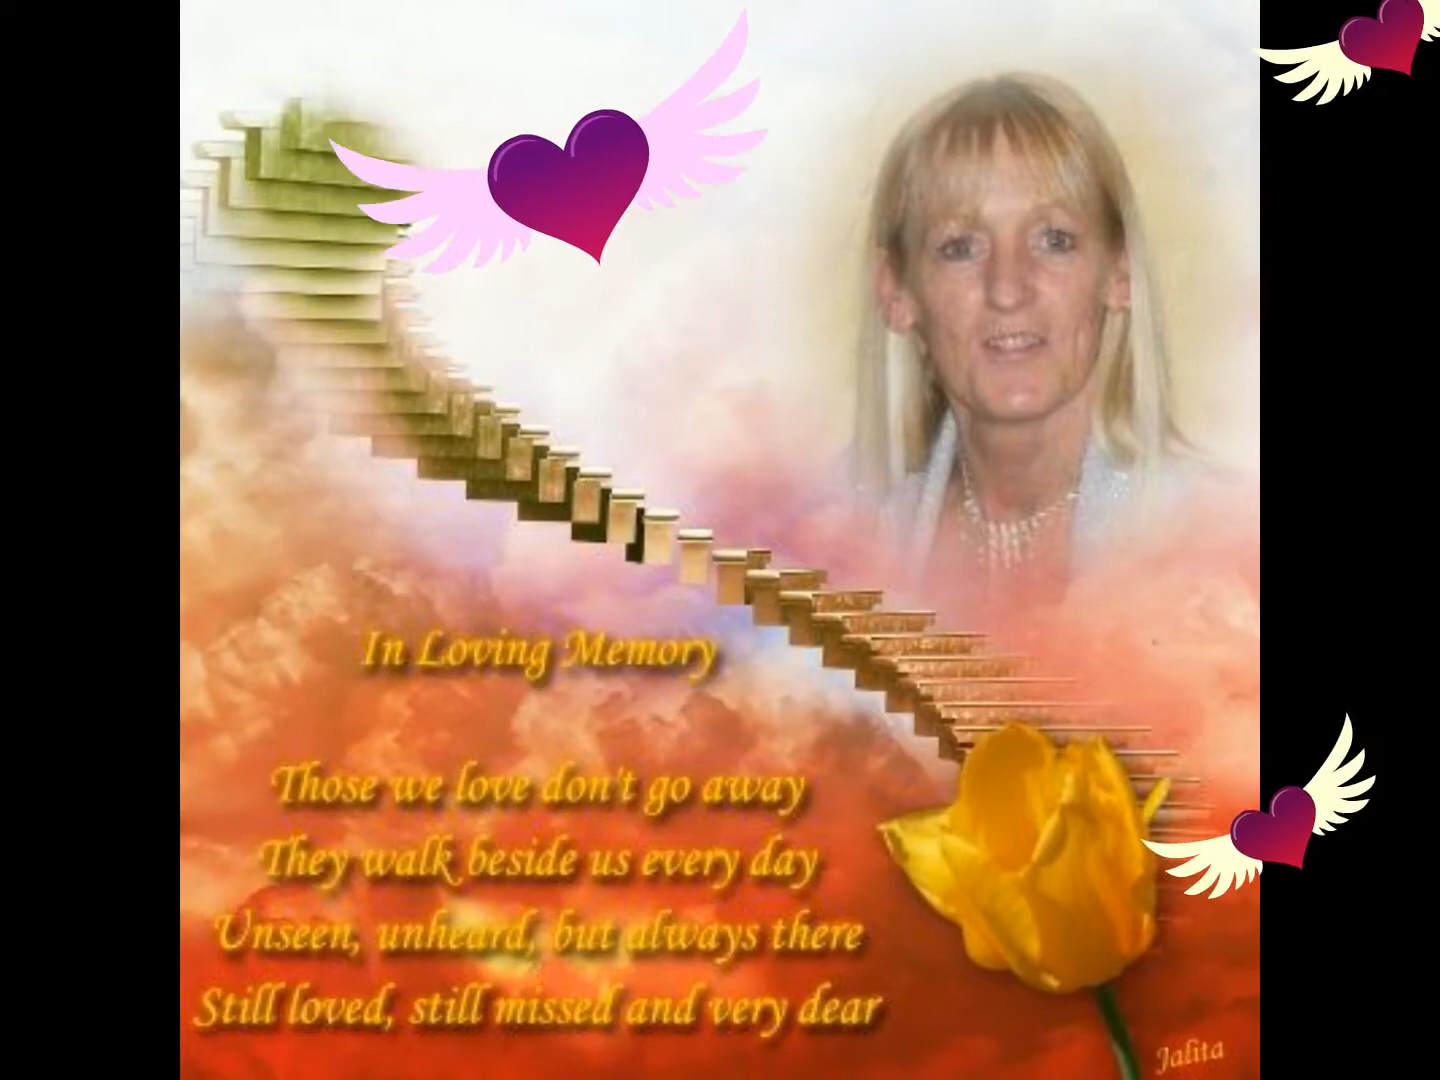 In Loving Memory
Those we love don't go away
They walk beside us every day
Unseen, unheard, but always there
Still loved, still missed and very dear
Jalita